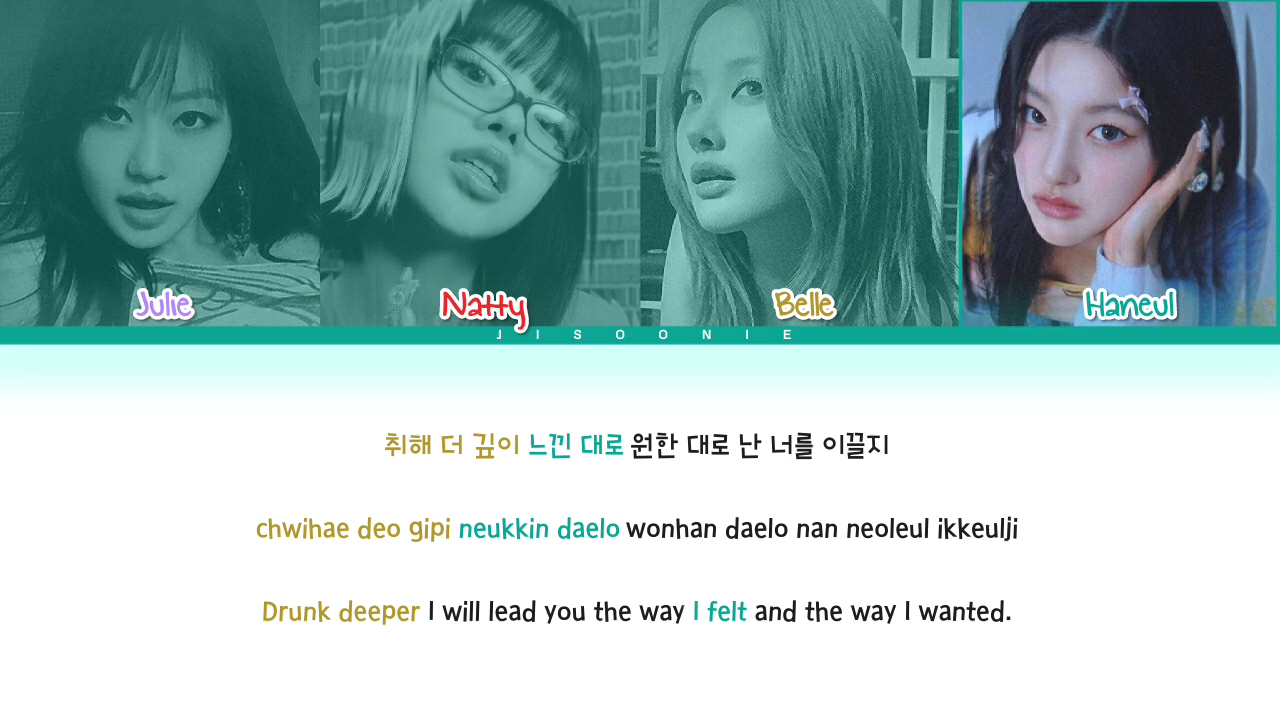 Julie
Natty
Belle
Haneul
JISOONIE
취해 더 깊이 느낀 대로 원한 대로 난 너를 이끌지
chwihae deo gipi neukkin daelo wonhan daelo nan neoleul ikkeulji
Drunk deeper I will lead you the way I felt and the way I wanted.